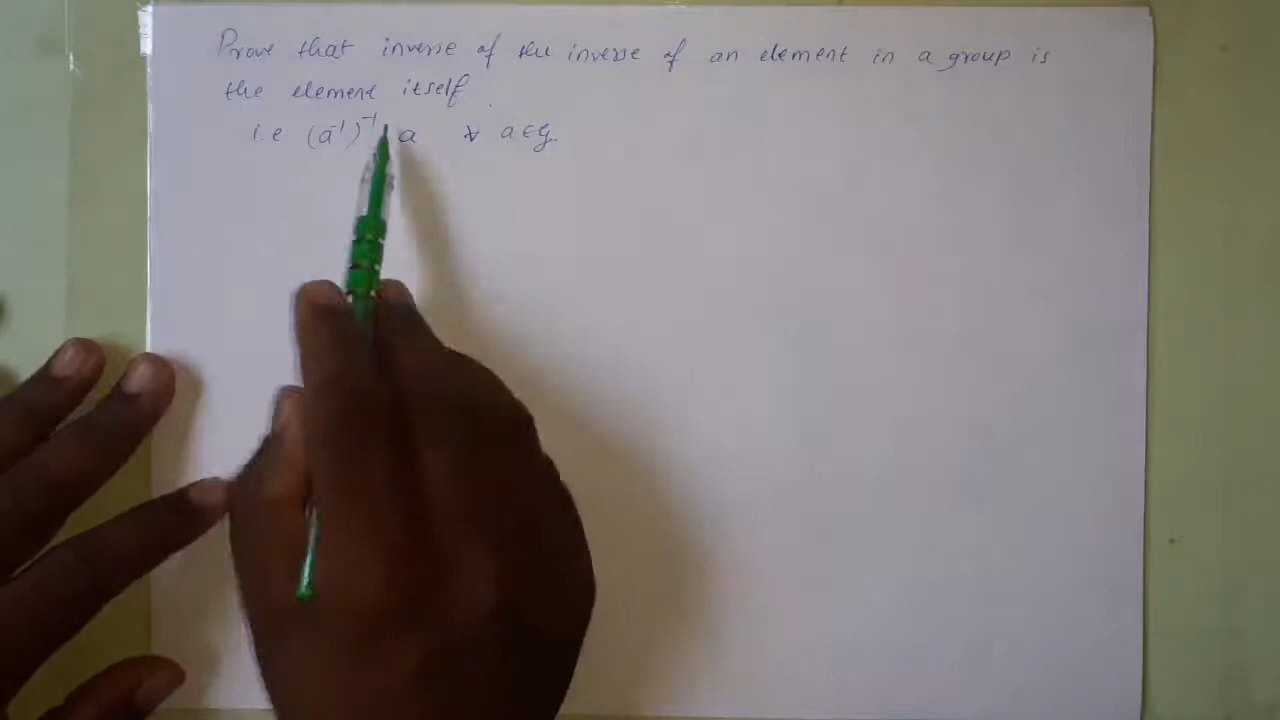 Prove that inverse of the inverse of an element in a group is
the element itself
i.e (a⁻¹)⁻¹ a ∀ a ∈ G.